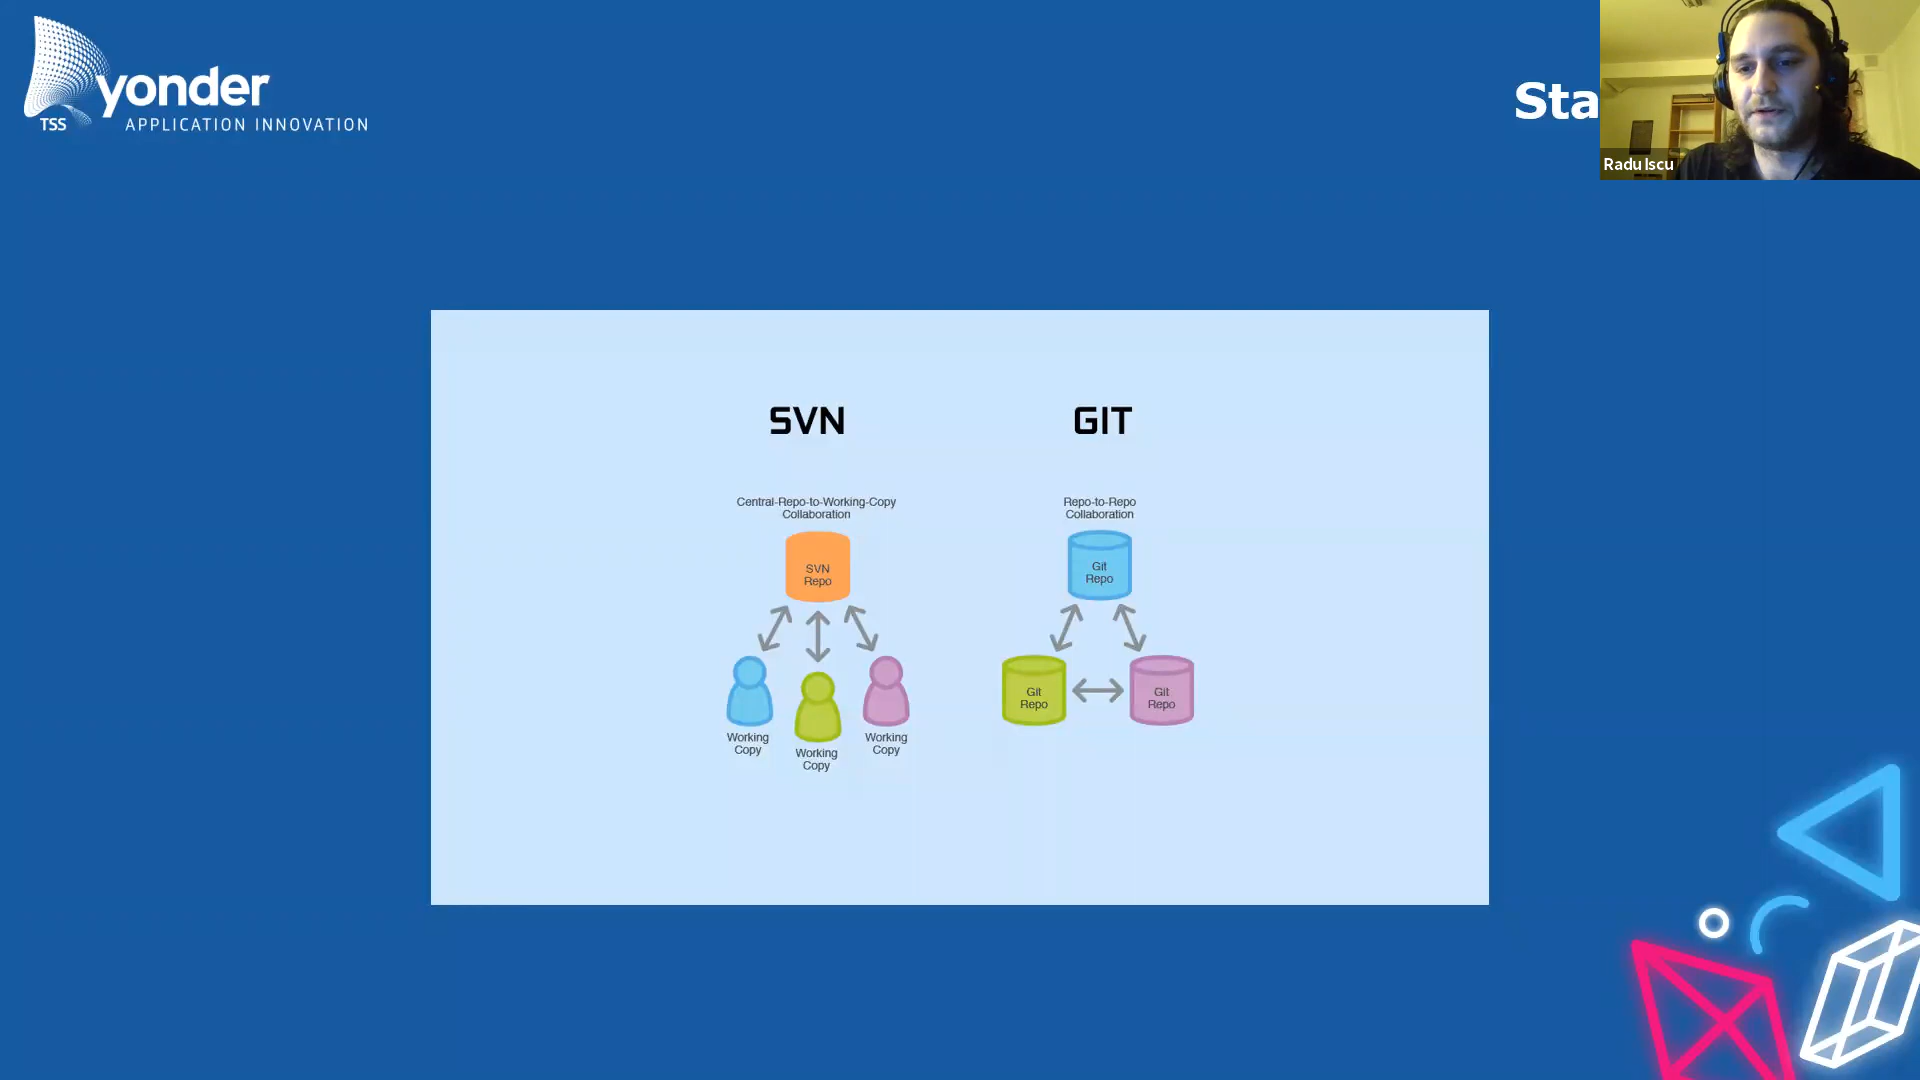 yonder
TSS
APPLICATION INNOVATION
Sta
Radu Iscu
SVN
GIT
Central-Repo-to-Working-Copy
Collaboration
Repo-to-Repo
Collaboration
SVN
Repo
Git
Repo
Git
Repo
Git
Repo
Working
Copy
Working
Copy
Working
Copy